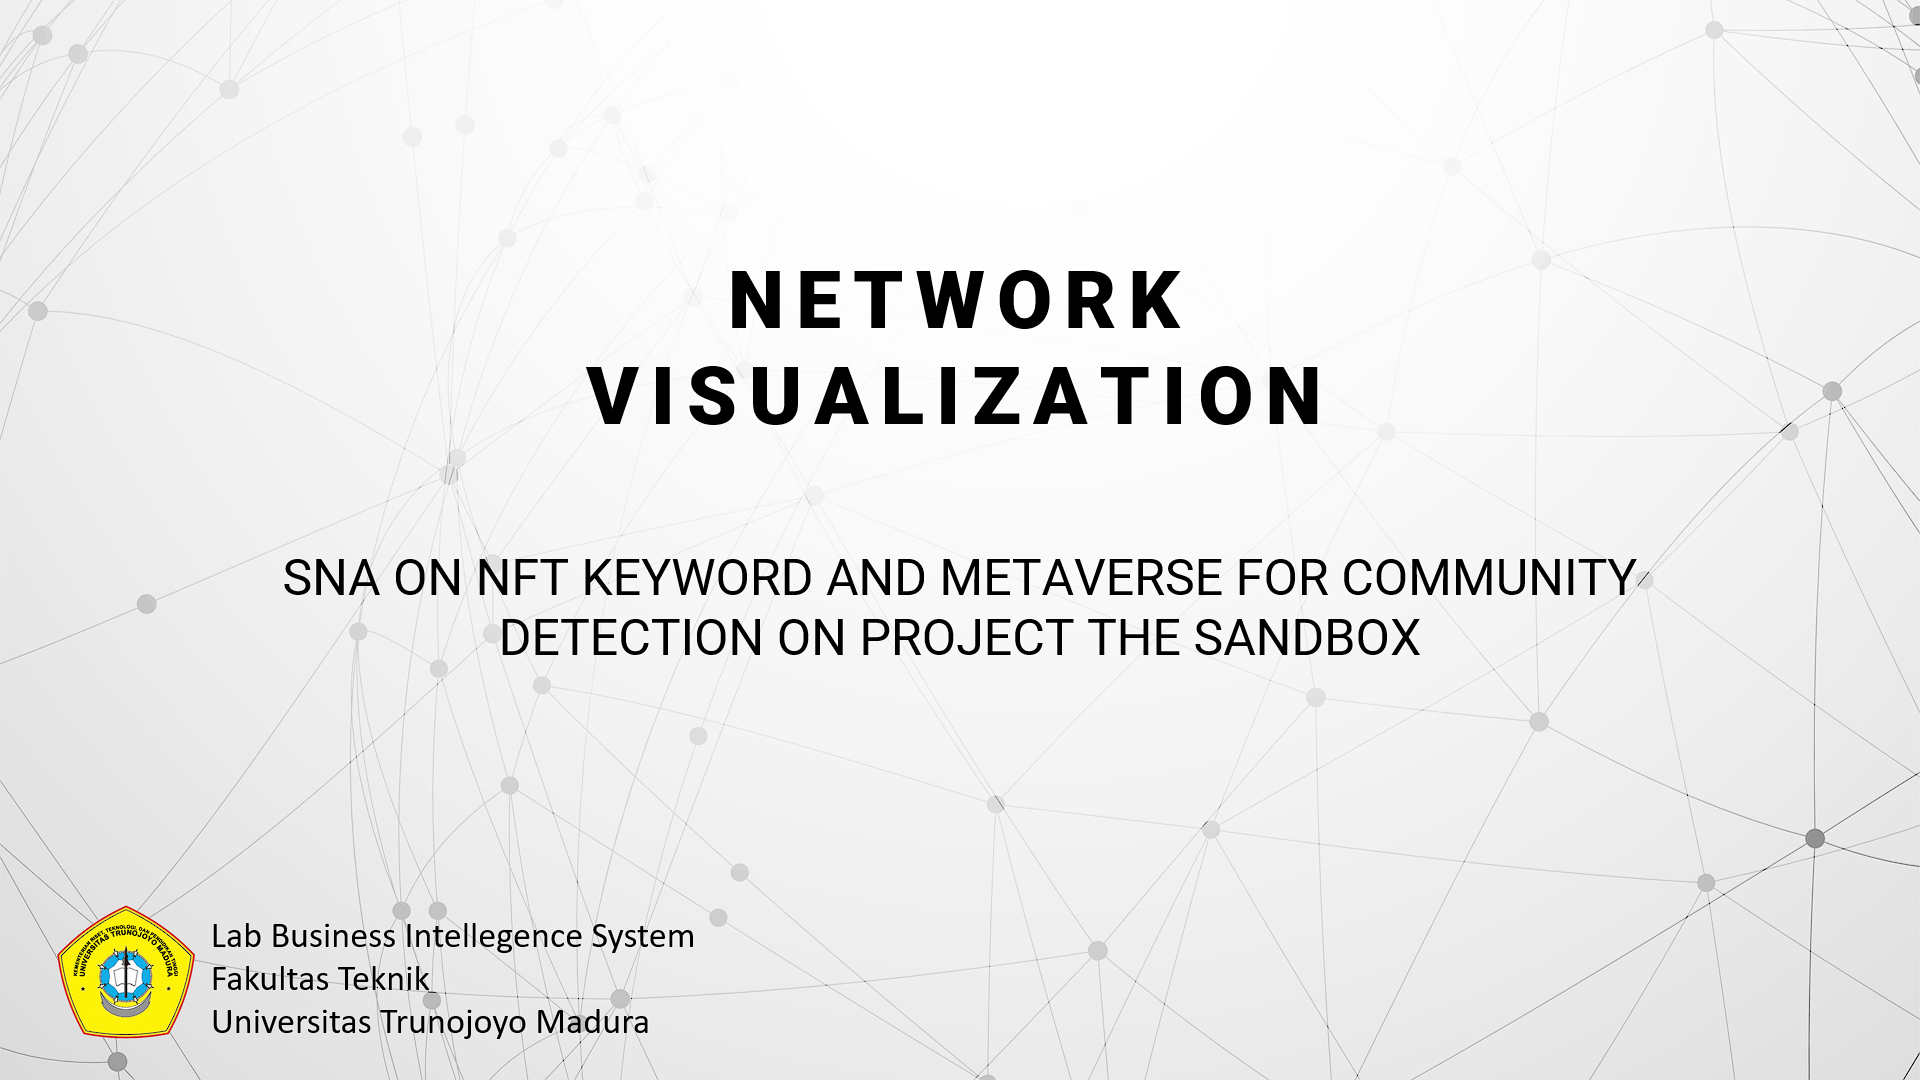 NETWORK
VISUALIZATION
SNA ON NFT KEYWORD AND METAVERSE FOR COMMUNITY
DETECTION ON PROJECT THE SANDBOX
KEMENTERIAN RISET, TEKNOLOGI, DAN PENDIDIKAN TINGGI
UNIVERSITAS TRUNOJOYO MADURA
Lab Business Intellegence System
Fakultas Teknik
Universitas Trunojoyo Madura